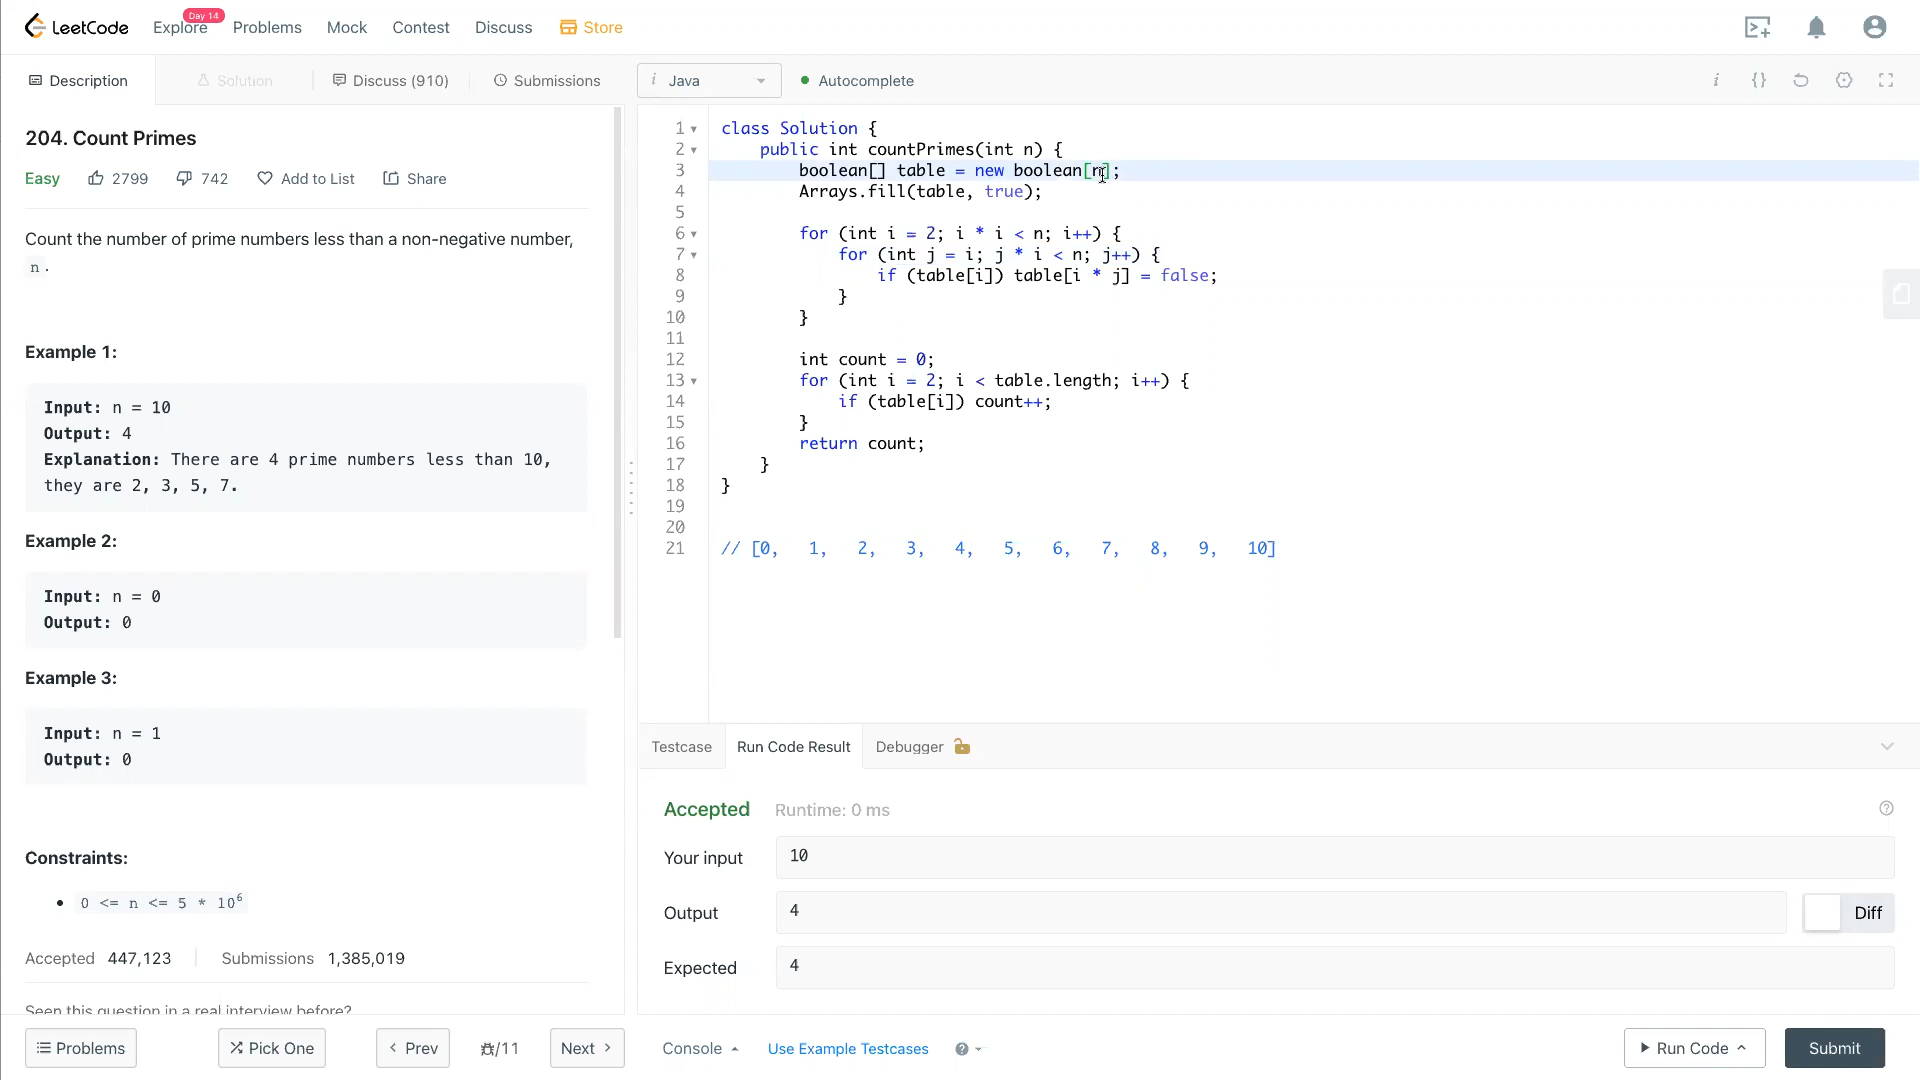 LeetCode Explore Day 14 Problems Mock Contest Discuss Store
Description Solution Discuss (910) Submissions i Java Autocomplete i {}
204. Count Primes
Easy 2799 742 Add to List Share
Count the number of prime numbers less than a non-negative number,
n .
Example 1:
Input: n = 10
Output: 4
Explanation: There are 4 prime numbers less than 10,
they are 2, 3, 5, 7.
Example 2:
Input: n = 0
Output: 0
Example 3:
Input: n = 1
Output: 0
Constraints:
• 0 <= n <= 5 * 10⁶
Accepted 447,123 Submissions 1,385,019
Seen this question in a real interview before?
1 class Solution {
2 public int countPrimes(int n) {
3 boolean[] table = new boolean[n];
4 Arrays.fill(table, true);
5
6 for (int i = 2; i * i < n; i++) {
7 for (int j = i; j * i < n; j++) {
8 if (table[i]) table[i * j] = false;
9 }
10 }
11
12 int count = 0;
13 for (int i = 2; i < table.length; i++) {
14 if (table[i]) count++;
15 }
16 return count;
17 }
18 }
19
20
21 // [0, 1, 2, 3, 4, 5, 6, 7, 8, 9, 10]
Testcase Run Code Result Debugger
Accepted Runtime: 0 ms ?
Your input 10
Output 4 Diff
Expected 4
Problems Pick One Prev /11 Next Console Use Example Testcases ? Run Code Submit